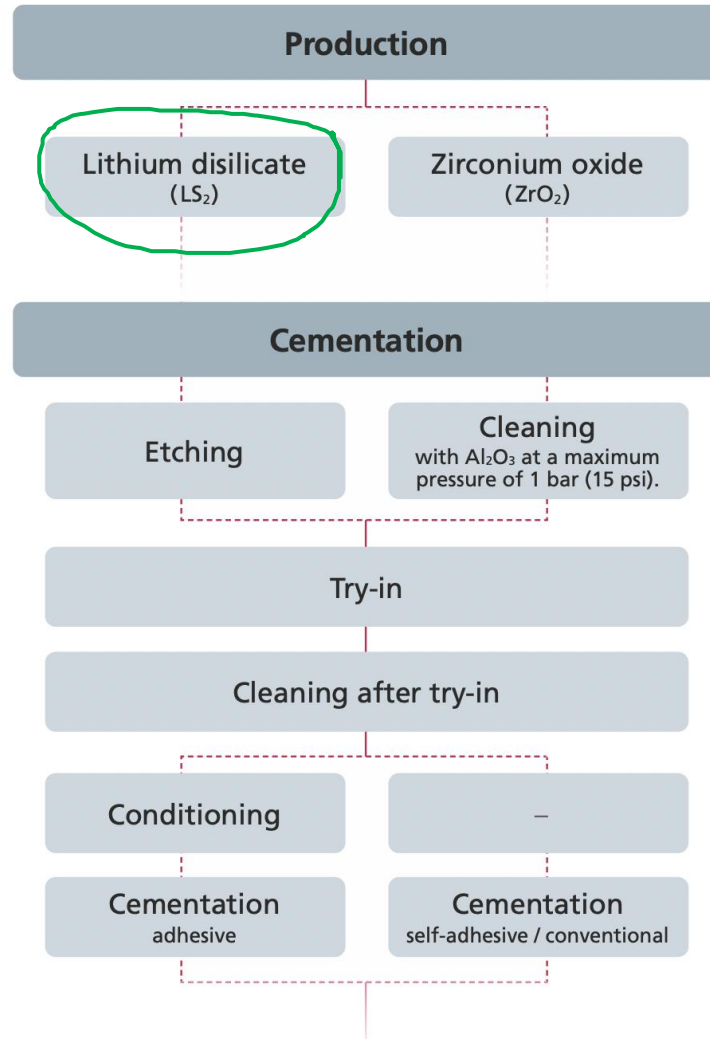 Production
Lithium disilicate
(LS₂)
Zirconium oxide
(ZrO₂)
Cementation
Etching
Cleaning
with Al₂O₃ at a maximum
pressure of 1 bar (15 psi).
Try-in
Cleaning after try-in
Conditioning
–
Cementation
adhesive
Cementation
self-adhesive / conventional